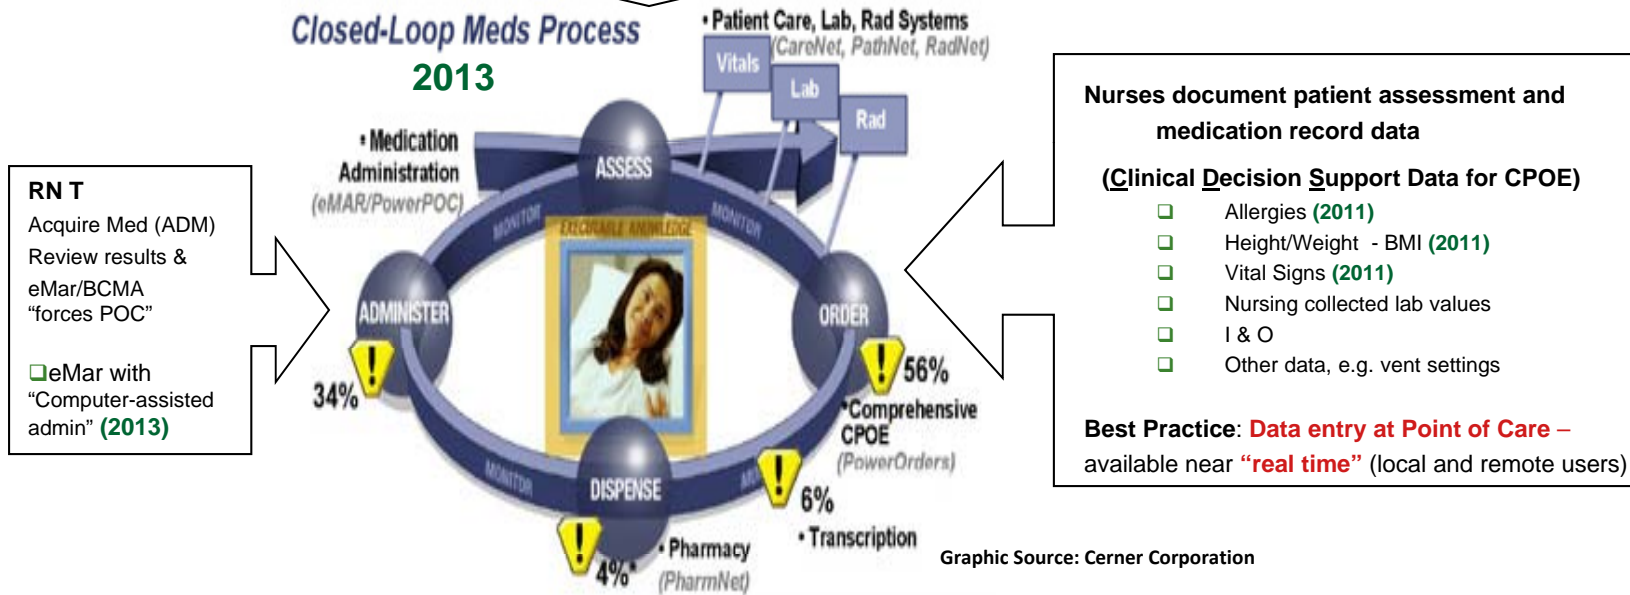 Closed-Loop Meds Process
2013
• Patient Care, Lab, Rad Systems
(CareNet, PathNet, RadNet)
Vitals
Lab
Rad
• Medication
Administration
(eMAR/PowerPOC)
ASSESS
MONITOR
MONITOR
EXECUTABLE KNOWLEDGE
ADMINISTER
ORDER
34%
56%
*Comprehensive
CPOE
(PowerOrders)
MONITOR
DISPENSE
6%
• Transcription
4%*
• Pharmacy
(PharmNet)
RN T
Acquire Med (ADM)
Review results &
eMar/BCMA
“forces POC”
❑eMar with
“Computer-assisted
admin” (2013)
Nurses document patient assessment and
medication record data
(Clinical Decision Support Data for CPOE)
❑ Allergies (2011)
❑ Height/Weight - BMI (2011)
❑ Vital Signs (2011)
❑ Nursing collected lab values
❑ I & O
❑ Other data, e.g. vent settings
Best Practice: Data entry at Point of Care –
available near “real time” (local and remote users)
Graphic Source: Cerner Corporation